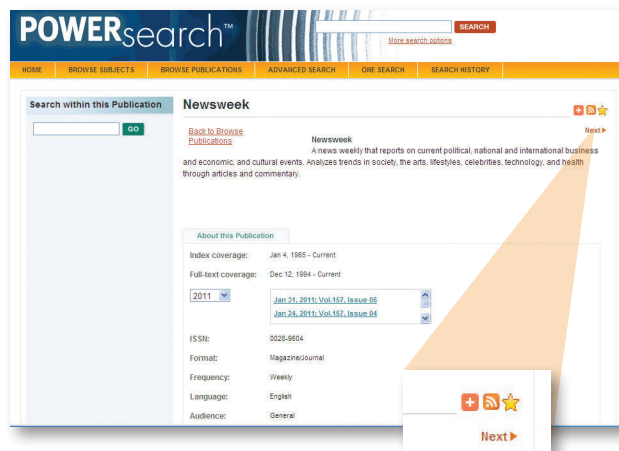 POWERsearch™
SEARCH
More search options
HOME BROWSE SUBJECTS BROWSE PUBLICATIONS ADVANCED SEARCH ONE SEARCH SEARCH HISTORY
Search within this Publication
GO
Newsweek
Back to Browse Publications
Next
Newsweek
A news weekly that reports on current political, national and international business
and economic, and cultural events. Analyzes trends in society, the arts, lifestyles, celebrities, technology, and health
through articles and commentary.
About this Publication
Index coverage: Jan 4, 1985 - Current
Full-text coverage: Dec 12, 1994 - Current
2011
Jan 31, 2011; Vol.157, Issue 05
Jan 24, 2011; Vol.157, Issue 04
ISSN: 0028-9604
Format: Magazine/Journal
Frequency: Weekly
Language: English
Audience: General
Next